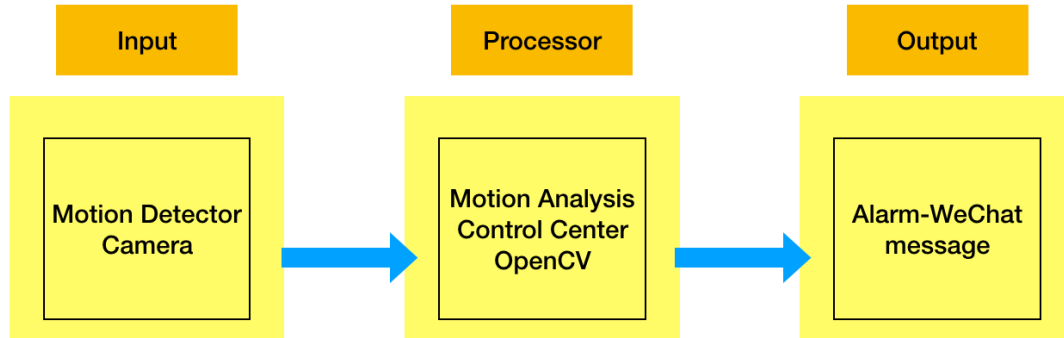 Input
Processor
Output
Motion Detector
Camera
Motion Analysis
Control Center
OpenCV
Alarm-WeChat
message